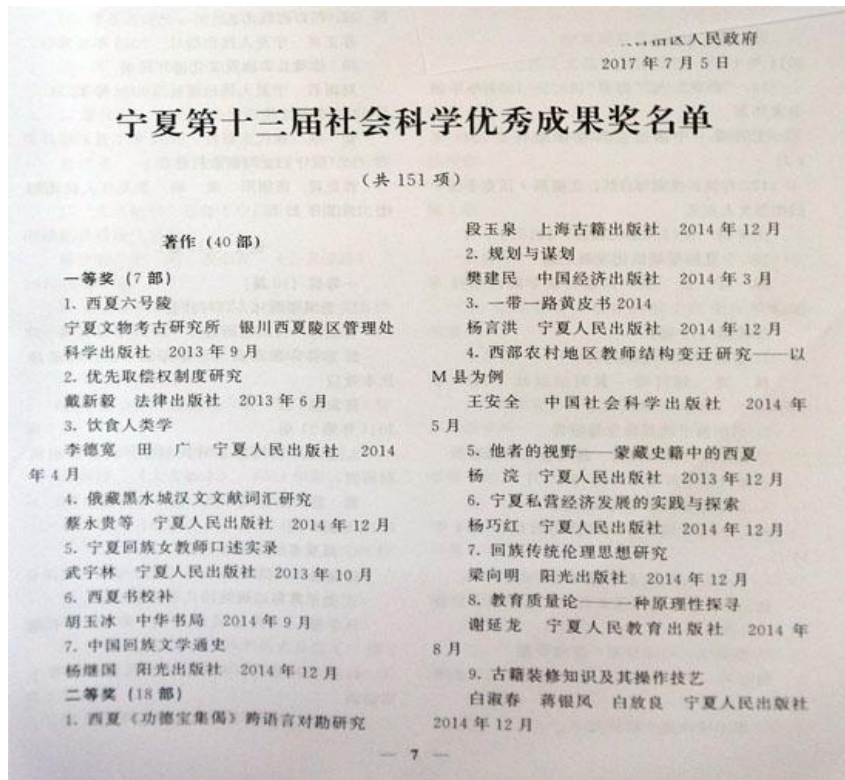 自治区人民政府
2017年7月5日
宁夏第十三届社会科学优秀成果奖名单
（共151项）
著作（40部）
一等奖（7部）
1. 西夏六号陵
宁夏文物考古研究所 银川西夏陵区管理处
科学出版社 2013年9月
2. 优先取偿权制度研究
戴新毅 法律出版社 2013年6月
3. 饮食人类学
李德宽 田 广 宁夏人民出版社 2014
年4月
4. 俄藏黑水城汉文文献词汇研究
蔡永贵等 宁夏人民出版社 2014年12月
5. 宁夏回族女教师口述实录
武宇林 宁夏人民出版社 2013年10月
6. 西夏书校补
胡玉冰 中华书局 2014年9月
7. 中国回族文学通史
杨继国 阳光出版社 2014年12月
二等奖（18部）
1. 西夏《功德宝集偈》跨语言对勘研究
段玉泉 上海古籍出版社 2014年12月
2. 规划与谋划
樊建民 中国经济出版社 2014年3月
3. 一带一路黄皮书2014
杨言洪 宁夏人民出版社 2014年12月
4. 西部农村地区教师结构变迁研究——以
M县为例
王安全 中国社会科学出版社 2014年
5月
5. 他者的视野——蒙藏史籍中的西夏
杨 浣 宁夏人民出版社 2013年12月
6. 宁夏私营经济发展的实践与探索
杨巧红 宁夏人民出版社 2014年12月
7. 回族传统伦理思想研究
梁向明 阳光出版社 2014年12月
8. 教育质量论——一种原理性探寻
谢延龙 宁夏人民教育出版社 2014年
8月
9. 古籍装修知识及其操作技艺
白淑春 蒋银凤 白放良 宁夏人民出版社
2014年12月
— 7 —